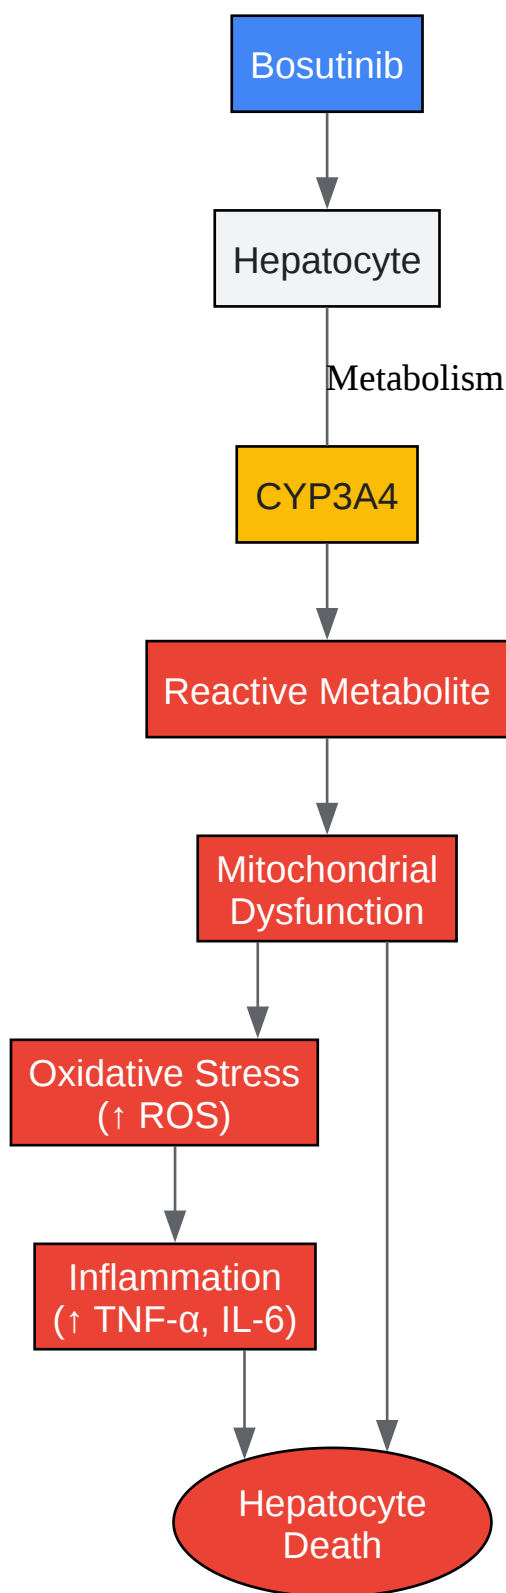 Bosutinib
Hepatocyte
Metabolism
CYP3A4
Reactive Metabolite
Mitochondrial
Dysfunction
Oxidative Stress
(↑ ROS)
Inflammation
(↑ TNF-α, IL-6)
Hepatocyte
Death